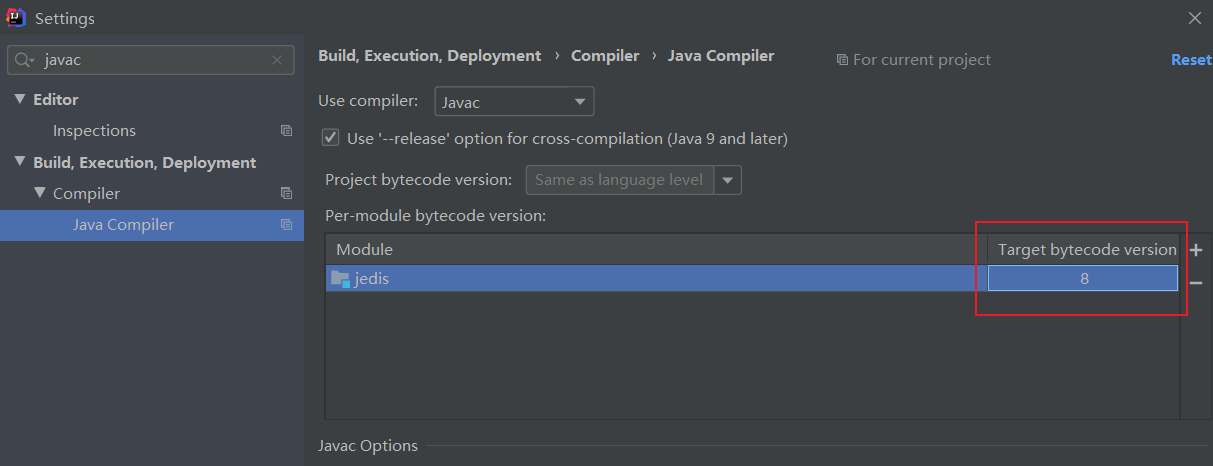 Settings
javac
Editor
Inspections
Build, Execution, Deployment
Compiler
Java Compiler
Build, Execution, Deployment › Compiler › Java Compiler
For current project
Reset
Use compiler: Javac
Use '--release' option for cross-compilation (Java 9 and later)
Project bytecode version: Same as language level
Per-module bytecode version:
Module Target bytecode version
jedis 8
Javac Options